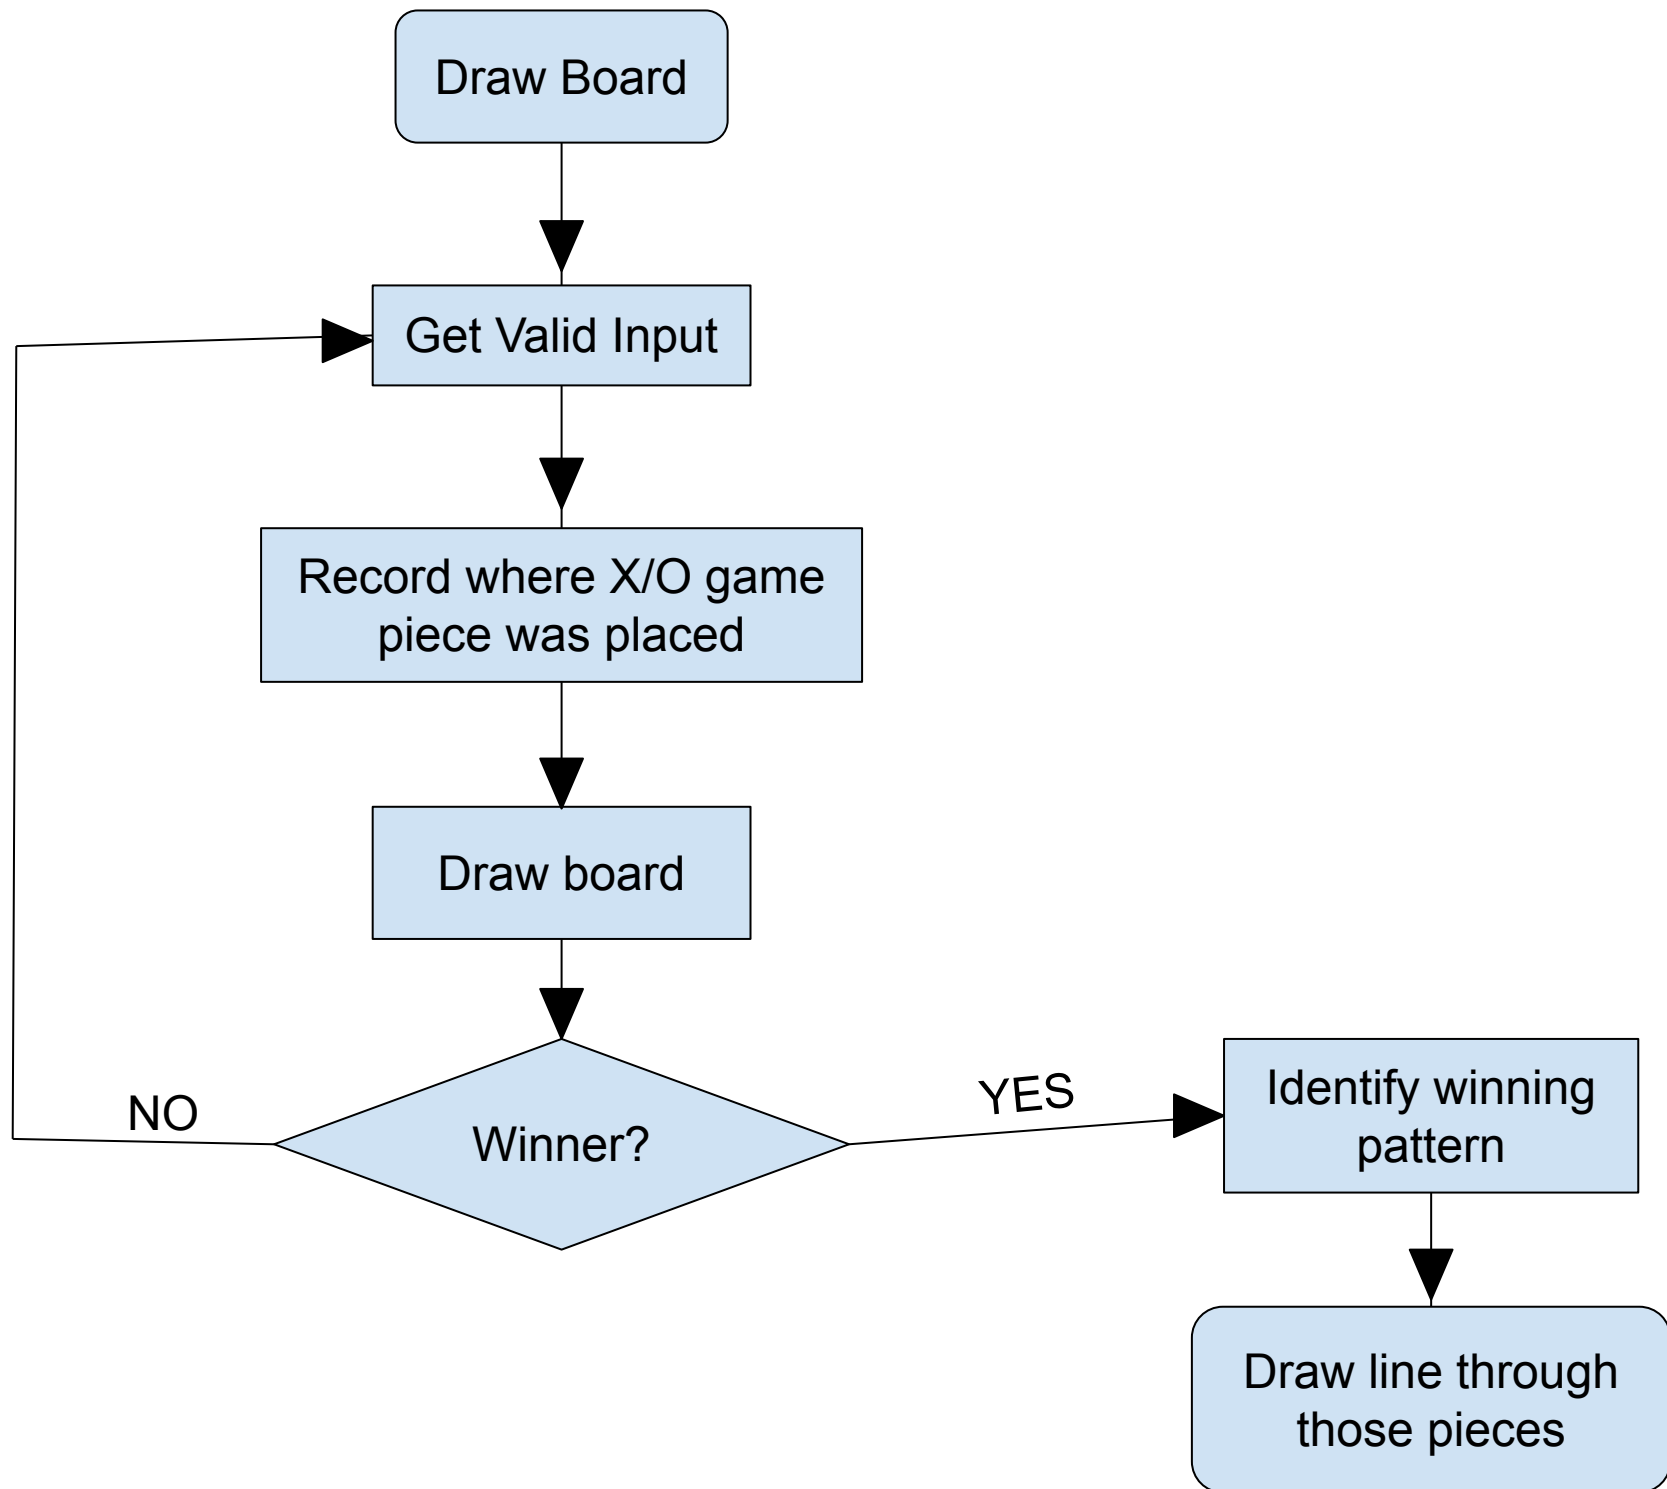 Draw Board
Get Valid Input
Record where X/O game
piece was placed
Draw board
Winner?
NO
YES
Identify winning
pattern
Draw line through
those pieces